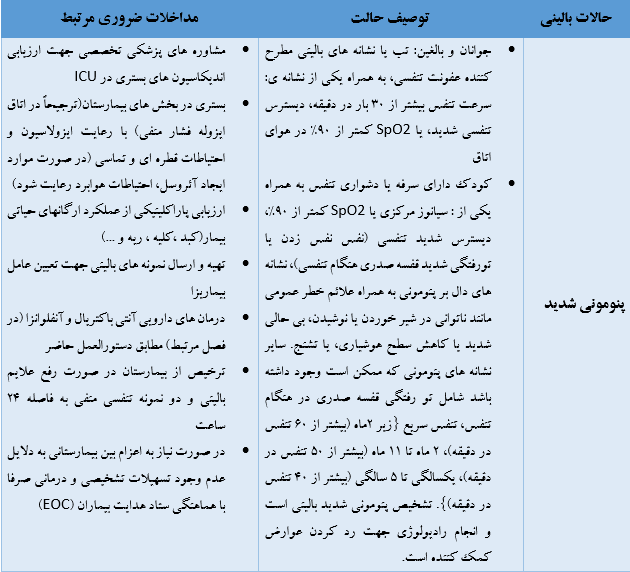 حالات بالینی
توصیف حالت
مداخلات ضروری مرتبط
پنومونی شدید
• جوانان و بالغین: تب یا نشانه های بالینی مطرح
کننده عفونت تنفسی، به همراه یکی از نشانه ی:
سرعت تنفس بیشتر از ۳۰ بار در دقیقه، دیسترس
تنفسی شدید، یا SpO2 کمتر از ۹۰٪ در هوای
اتاق
• کودک دارای سرفه یا دشواری تنفس به همراه
یکی از : سیانوز مرکزی یا SpO2 کمتر از ۹۰٪،
دیسترس شدید تنفسی (نفس نفس زدن یا
تورفتگی شدید قفسه صدری هنگام تنفسی)، نشانه
های دال بر پنومونی به همراه علائم خطر عمومی
مانند ناتوانی در شیر خوردن یا نوشیدن، بی حالی
شدید یا کاهش سطح هوشیاری، یا تشنج. سایر
نشانه های پنومونی که ممکن است وجود داشته
باشد شامل تو رفتگی قفسه صدری در هنگام
تنفس، تنفس سریع {زیر ۲ماه (بیشتر از ۶۰ تنفس
در دقیقه)، ۲ ماه تا ۱۱ ماه (بیشتر از ۵۰ تنفس در
دقیقه)، یکسالگی تا ۵ سالگی (بیشتر از ۴۰ تنفس
در دقیقه)}. تشخیص پنومونی شدید بالینی است
و انجام رادیولوژی جهت رد کردن عوارض
کمک کننده است.
• مشاوره های پزشکی تخصصی جهت ارزیابی
اندیکاسیون های بستری در ICU
• بستری در بخش های بیمارستان(ترجیحاً در اتاق
ایزوله فشار منفی) با رعایت ایزولاسیون و
احتیاطات قطره ای و تماسی (در صورت موارد
ایجاد آئروسل، احتیاطات هوابرد رعایت شود)
• ارزیابی پاراکلینیکی از عملکرد ارگانهای حیاتی
بیمار(کبد ،کلیه ، ریه و ...)
• تهیه و ارسال نمونه های بالینی جهت تعیین عامل
بیماریزا
• درمان های دارویی آنتی باکتریال و آنفلوانزا (در
فصل مرتبط) مطابق دستورالعمل حاضر
• ترخیص از بیمارستان در صورت رفع علایم
بالینی و دو نمونه تنفسی منفی به فاصله ۲۴
ساعت
• در صورت نیاز به اعزام بین بیمارستانی به دلایل
عدم وجود تسهیلات تشخیصی و درمانی صرفا
با هماهنگی ستاد هدایت بیماران (EOC)